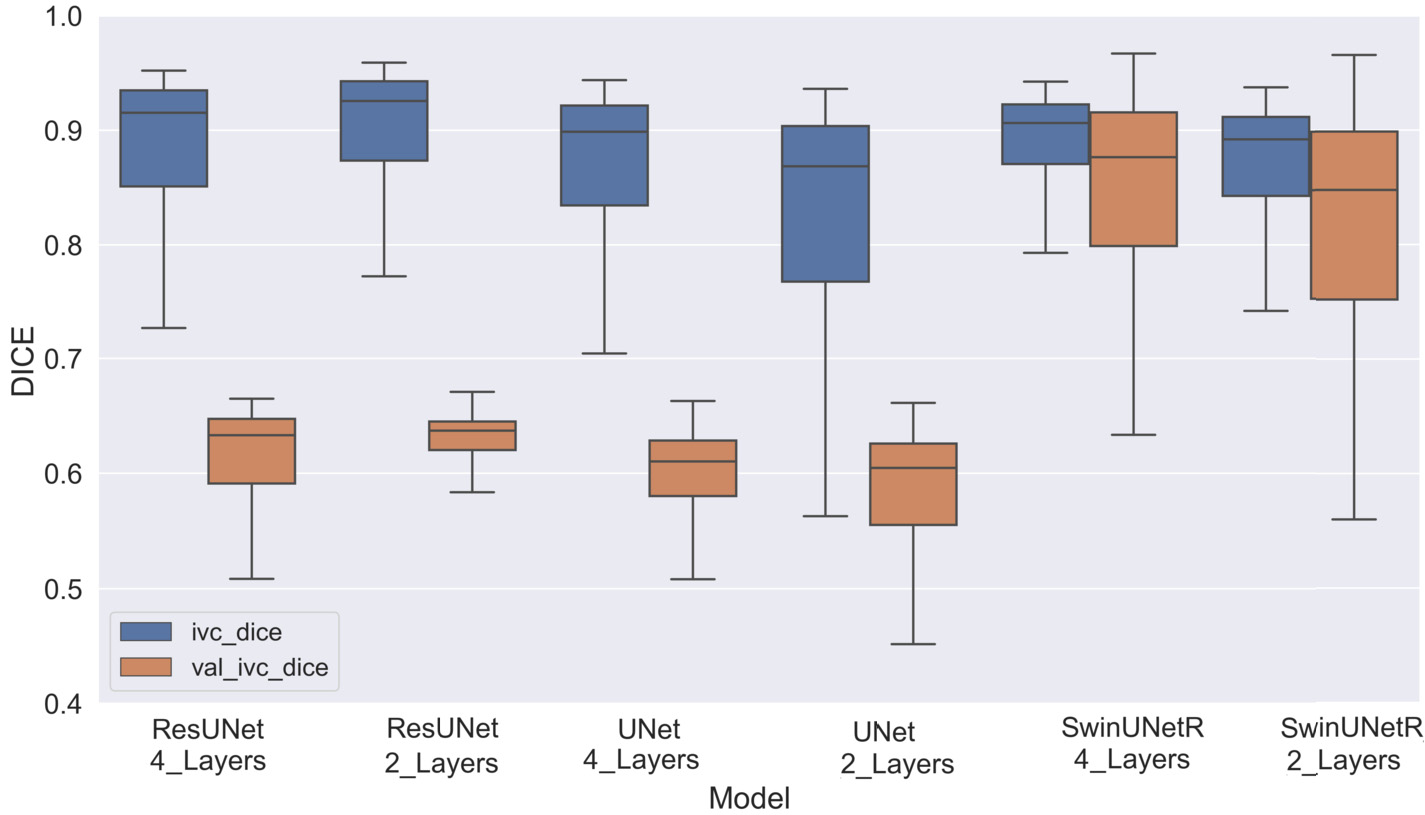 1.0
0.9
0.8
0.7
0.6
0.5
0.4
DICE
ivc_dice
val_ivc_dice
ResUNet
4_Layers
ResUNet
2_Layers
UNet
4_Layers
UNet
2_Layers
SwinUNetR
4_Layers
SwinUNetR
2_Layers
Model